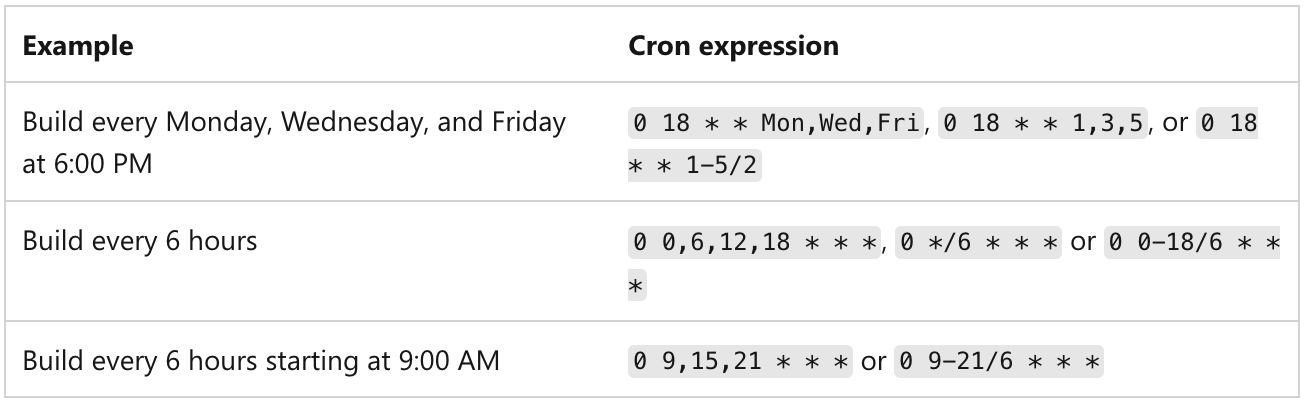 Example Cron expression
Build every Monday, Wednesday, and Friday 0 18 * * Mon,Wed,Fri, 0 18 * * 1,3,5, or 0 18
at 6:00 PM * * 1-5/2
Build every 6 hours 0 0,6,12,18 * * *, 0 */6 * * * or 0 0-18/6 * *
*
Build every 6 hours starting at 9:00 AM 0 9,15,21 * * * or 0 9-21/6 * * *